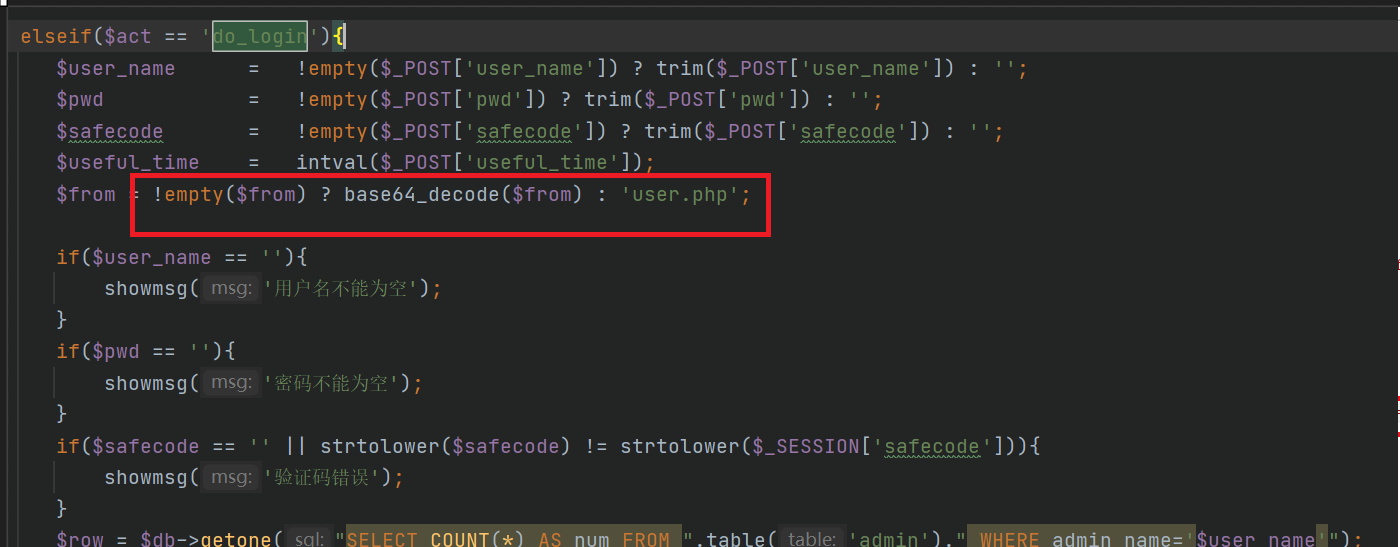 elseif($act == 'do_login'){
$user_name = !empty($_POST['user_name']) ? trim($_POST['user_name']) : '';
$pwd = !empty($_POST['pwd']) ? trim($_POST['pwd']) : '';
$safecode = !empty($_POST['safecode']) ? trim($_POST['safecode']) : '';
$useful_time = intval($_POST['useful_time']);
$from = !empty($from) ? base64_decode($from) : 'user.php';
if($user_name == ''){
showmsg( msg: '用户名不能为空');
}
if($pwd == ''){
showmsg( msg: '密码不能为空');
}
if($safecode == '' || strtolower($safecode) != strtolower($_SESSION['safecode'])){
showmsg( msg: '验证码错误');
}
$row = $db->getone( sql: "SELECT COUNT(*) AS num FROM ".table( table: 'admin')." WHERE admin_name='$user_name'");